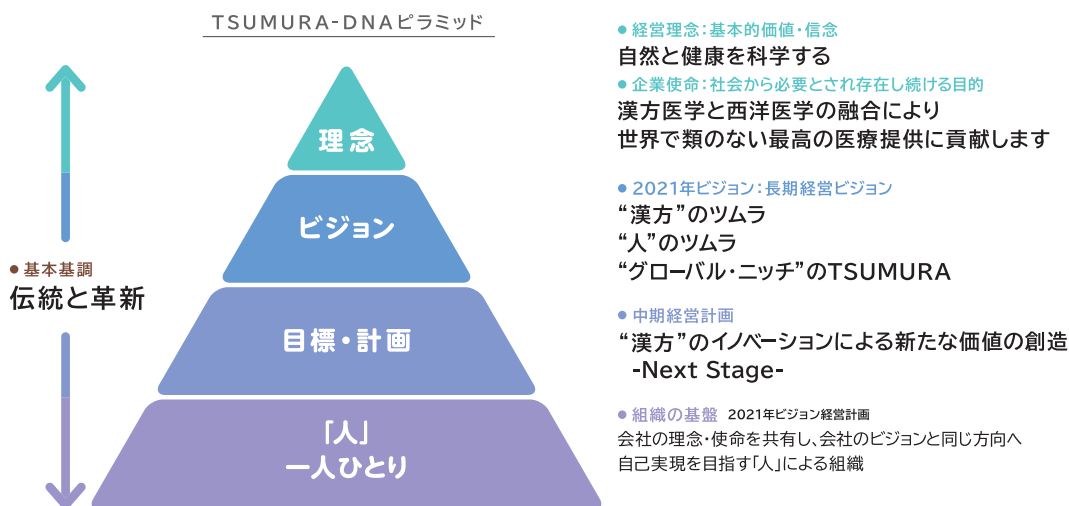 TSUMURA-DNAピラミッド
理念
ビジョン
目標・計画
「人」
一人ひとり
●基本基調
伝統と革新
●経営理念:基本的価値・信念
自然と健康を科学する
●企業使命:社会から必要とされ存在し続ける目的
漢方医学と西洋医学の融合により
世界で類のない最高の医療提供に貢献します
●2021年ビジョン:長期経営ビジョン
“漢方”のツムラ
“人”のツムラ
“グローバル・ニッチ”のTSUMURA
●中期経営計画
“漢方”のイノベーションによる新たな価値の創造
-Next Stage-
●組織の基盤 2021年ビジョン経営計画
会社の理念・使命を共有し、会社のビジョンと同じ方向へ
自己実現を目指す「人」による組織